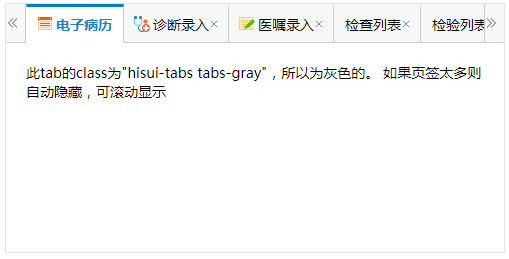 电子病历 诊断录入 医嘱录入 检查列表 检验列表
此tab的class为"hisui-tabs tabs-gray"，所以为灰色的。 如果页签太多则
自动隐藏，可滚动显示